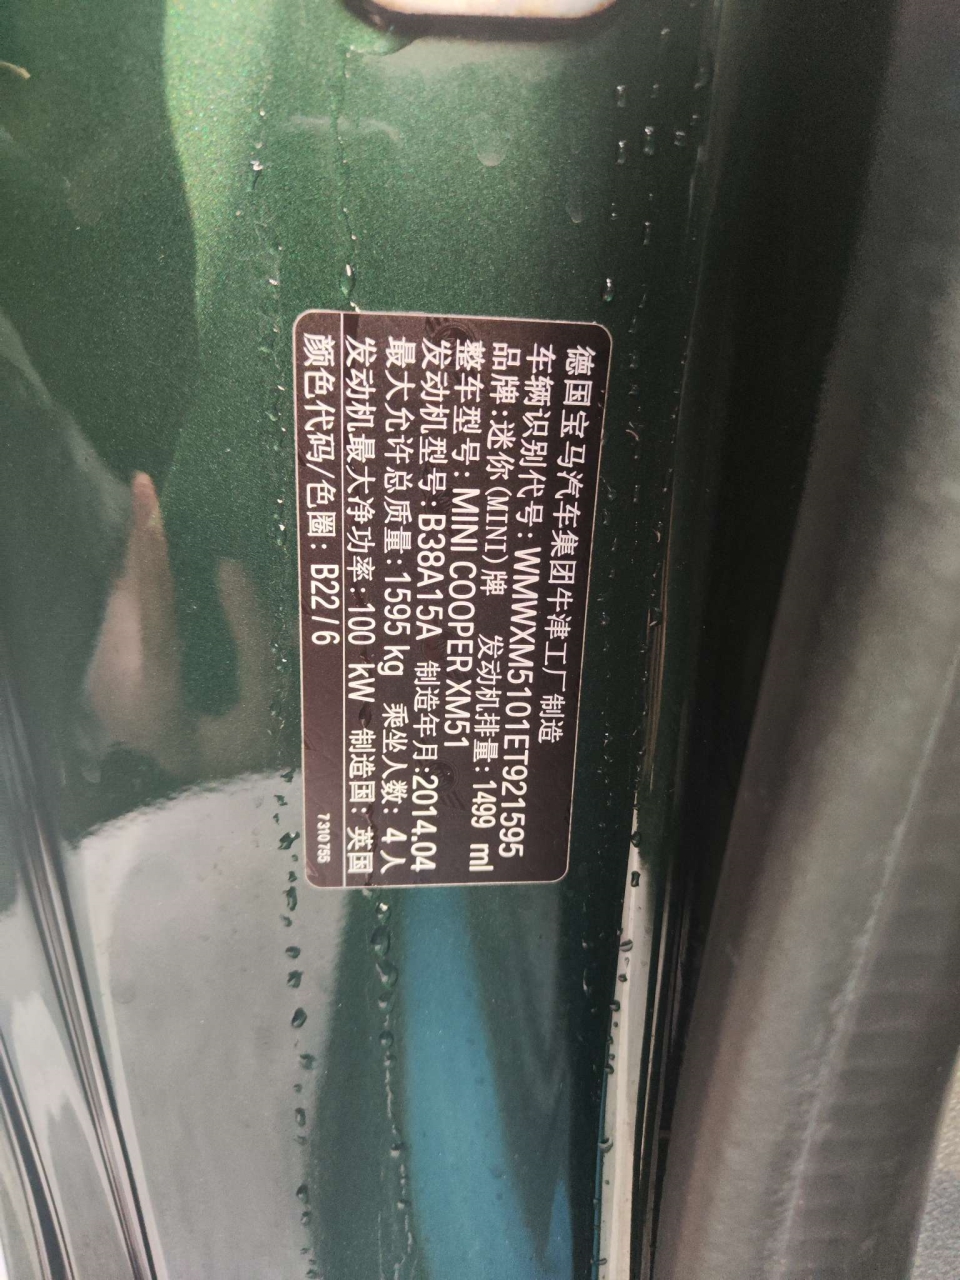 德国宝马汽车集团牛津工厂制造
车辆识别代号: WMWXM5101ET921595
品牌:迷你(MINI)牌 发动机排量: 1499 ml
整车型号: MINI COOPER XM51
发动机型号: B38A15A 制造年月:2014.04
最大允许总质量:1595 kg 乘坐人数: 4人
发动机最大净功率:100 kW 制造国: 英国
颜色代码/色圈: B22/6
7 310 755